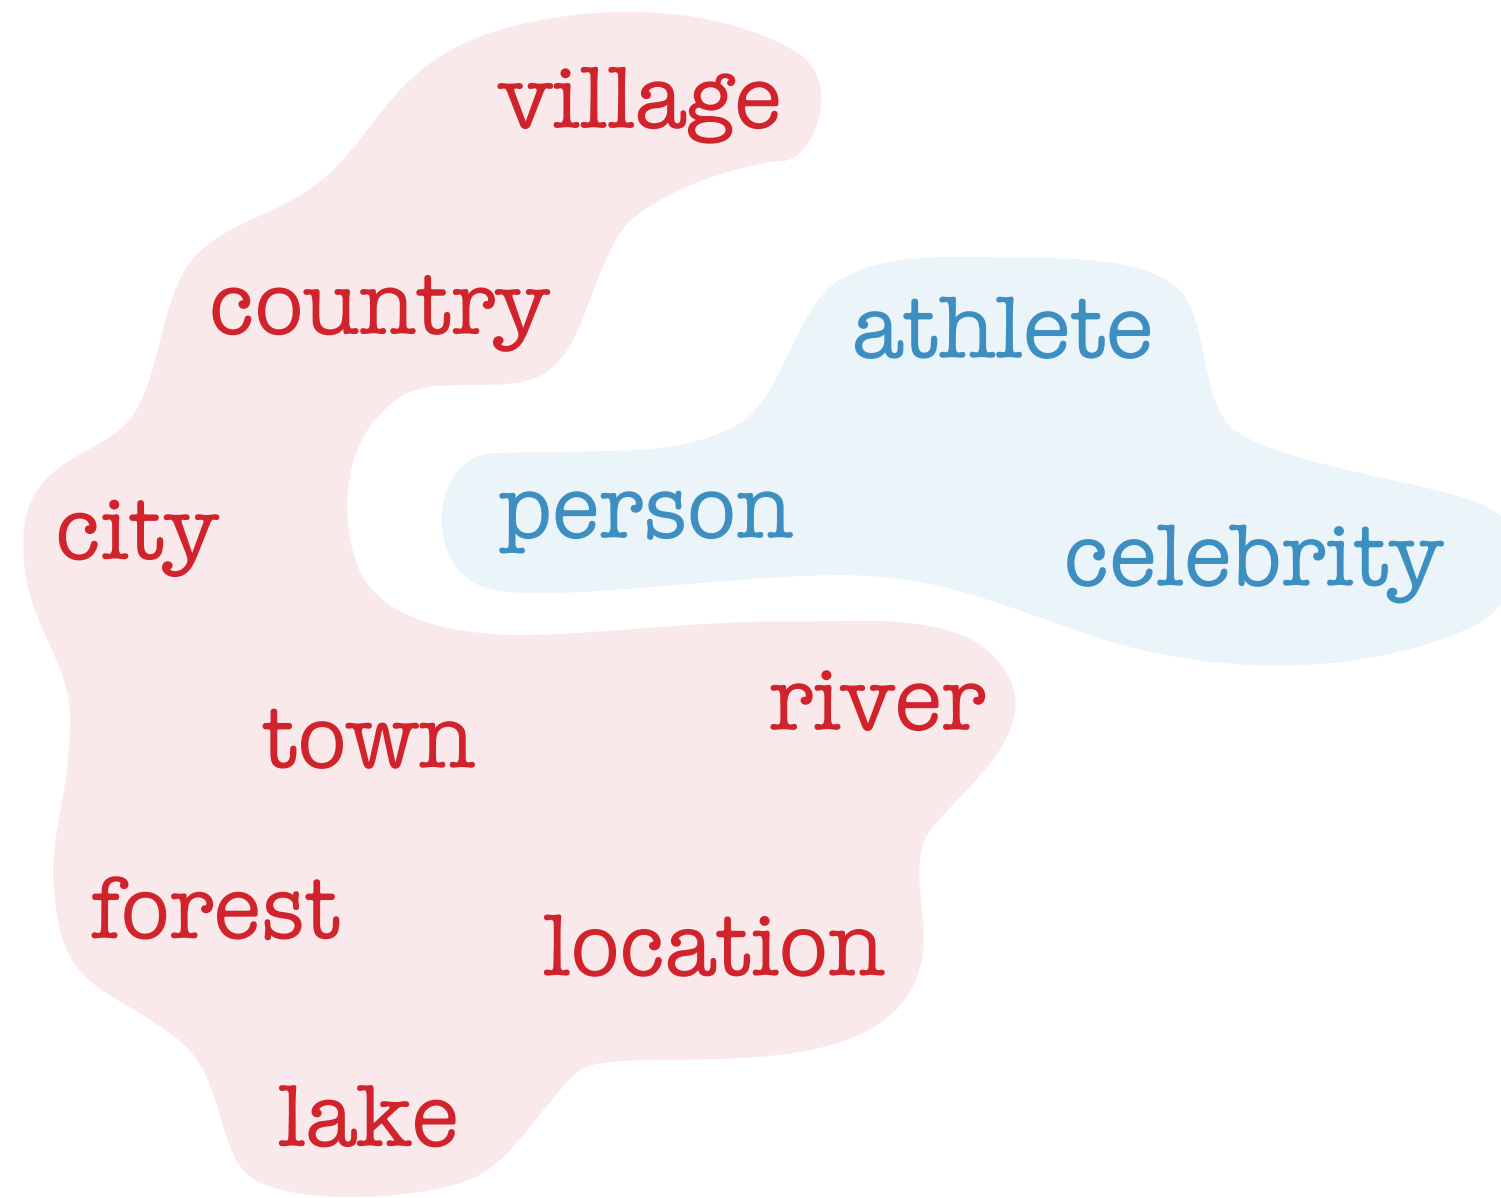 village
country
athlete
person
city
celebrity
river
town
forest
location
lake